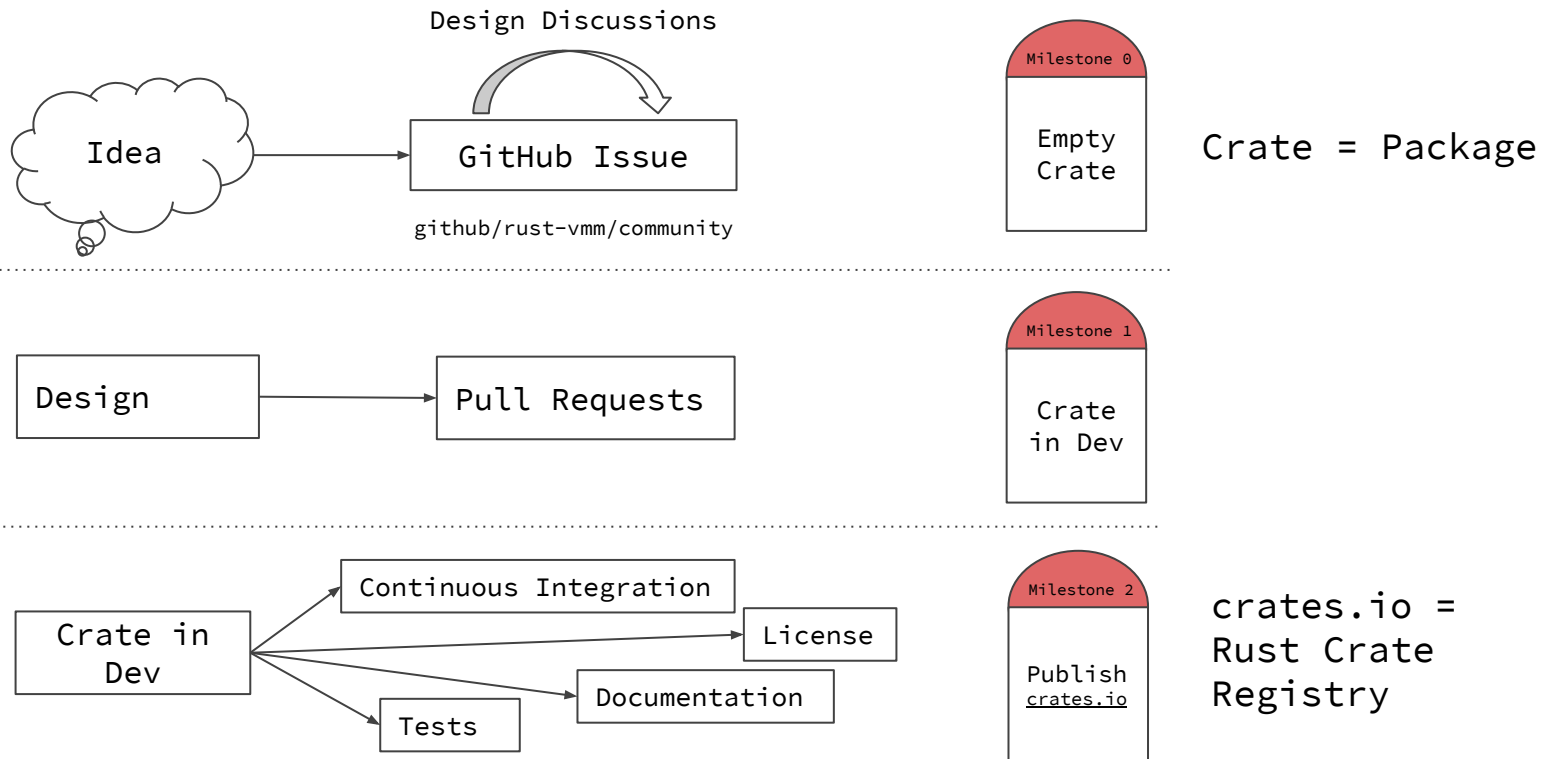 Design Discussions
Milestone 0
Idea
GitHub Issue
Empty
Crate
Crate = Package
github/rust-vmm/community
Milestone 1
Design
Pull Requests
Crate
in Dev
Continuous Integration
Milestone 2
Crate in
Dev
License
Documentation
Tests
Publish
crates.io
crates.io =
Rust Crate
Registry